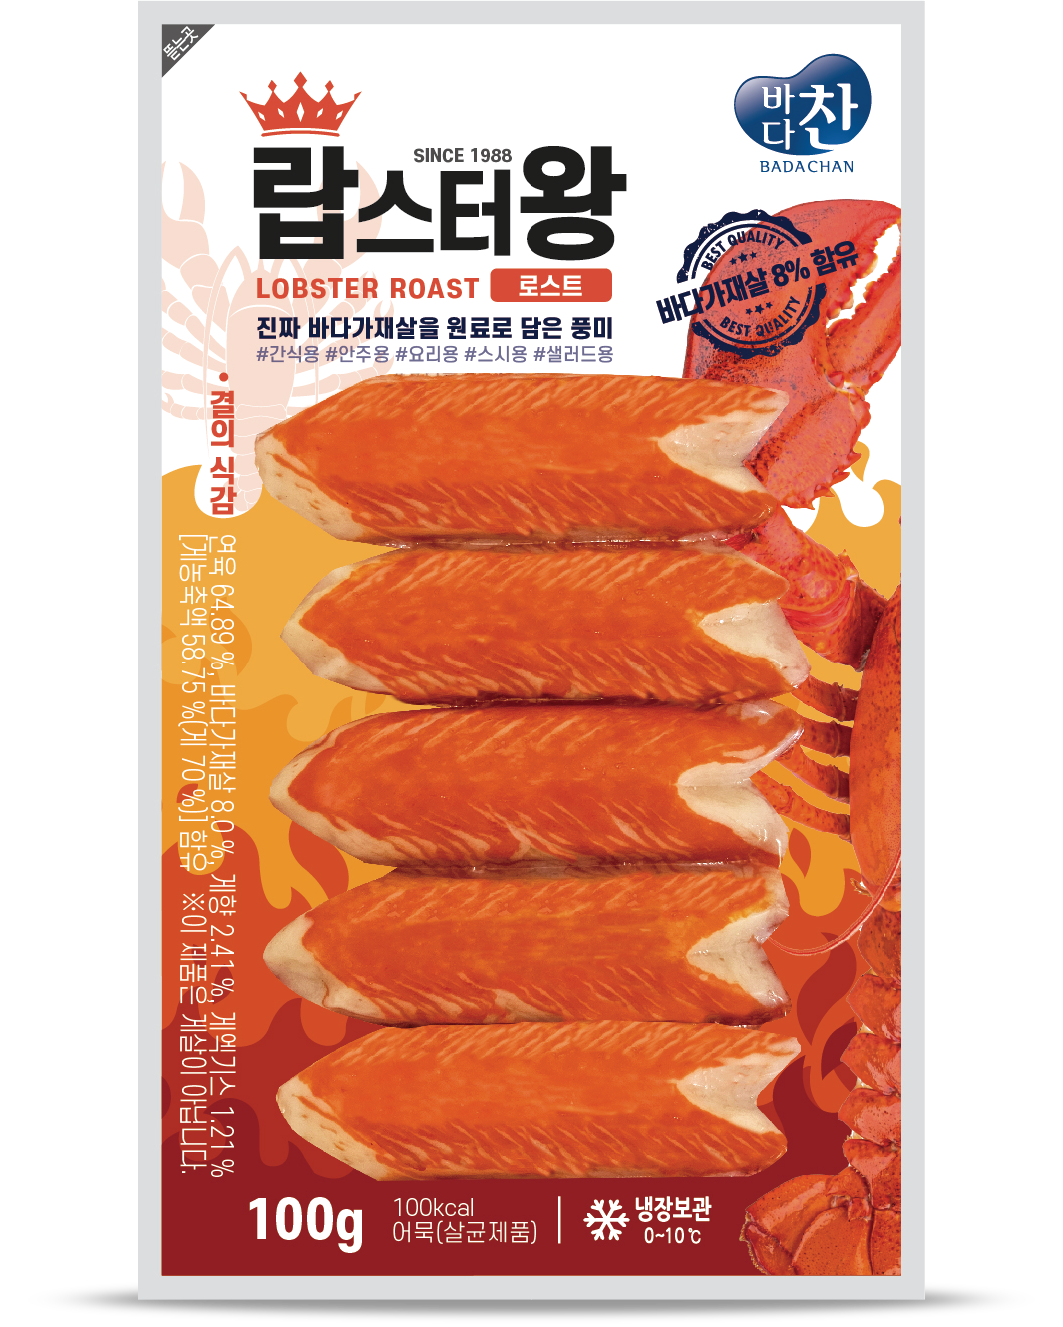 뜯는곳
바다찬
BADACHAN
SINCE 1988
랍스터왕
LOBSTER ROAST 로스트
진짜 바다가재살을 원료로 담은 풍미
#간식용 #안주용 #요리용 #스시용 #샐러드용
BEST QUALITY
바다가재살 8% 함유
BEST QUALITY
• 결의 식감
연육 64.89 %, 바다가재살 8.0 %, 게향 2.41 %, 게엑기스 1.21 %
[게농축액 58.75 %(게 70 %)] 함유 ※이 제품은 게살이 아닙니다.
100g
100kcal
어묵(살균제품)
냉장보관
0~10℃